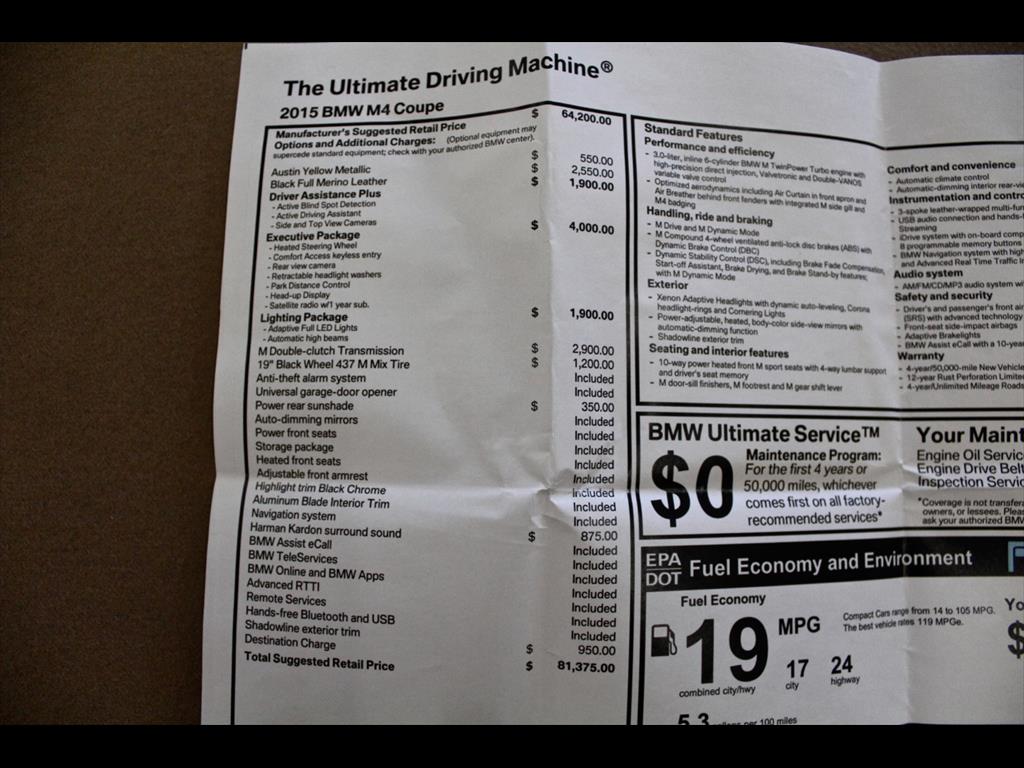 The Ultimate Driving Machine®
2015 BMW M4 Coupe
Manufacturer's Suggested Retail Price $ 64,200.00
Options and Additional Charges: (Optional equipment may
supercede standard equipment; check with your authorized BMW center).
Austin Yellow Metallic $ 550.00
Black Full Merino Leather $ 2,550.00
Driver Assistance Plus $ 1,900.00
- Active Blind Spot Detection
- Active Driving Assistant
- Side and Top View Cameras
Executive Package $ 4,000.00
- Heated Steering Wheel
- Comfort Access keyless entry
- Rear view camera
- Retractable headlight washers
- Park Distance Control
- Head-up Display
- Satellite radio w/1 year sub.
Lighting Package $ 1,900.00
- Adaptive Full LED Lights
- Automatic high beams
M Double-clutch Transmission $ 2,900.00
19" Black Wheel 437 M Mix Tire $ 1,200.00
Anti-theft alarm system Included
Universal garage-door opener Included
Power rear sunshade $ 350.00
Auto-dimming mirrors Included
Power front seats Included
Storage package Included
Heated front seats Included
Adjustable front armrest Included
Highlight trim Black Chrome Included
Aluminum Blade Interior Trim Included
Navigation system Included
Harman Kardon surround sound $ 875.00
BMW Assist eCall Included
BMW TeleServices Included
BMW Online and BMW Apps Included
Advanced RTTI Included
Remote Services Included
Hands-free Bluetooth and USB Included
Shadowline exterior trim Included
Destination Charge $ 950.00
Total Suggested Retail Price $ 81,375.00
Standard Features
Performance and efficiency
- 3.0-liter, inline 6-cylinder BMW M TwinPower Turbo engine with
high-precision direct injection, Valvetronic and Double-VANOS
variable valve control
- Optimized aerodynamics including Air Curtain in front apron and
Air Breather behind front fenders with integrated M side gill and
M4 badging
Handling, ride and braking
- M Drive and M Dynamic Mode
- M Compound 4-wheel ventilated anti-lock disc brakes (ABS) with
Dynamic Brake Control (DBC)
- Dynamic Stability Control (DSC), including Brake Fade Compensation,
Start-off Assistant, Brake Drying, and Brake Stand-by features;
with M Dynamic Mode
Exterior
- Xenon Adaptive Headlights with dynamic auto-leveling, Corona
headlight-rings and Cornering Lights
- Power-adjustable, heated, body-color side-view mirrors with
automatic-dimming function
- Shadowline exterior trim
Seating and interior features
- 10-way power heated front M sport seats with 4-way lumbar support
and driver's seat memory
- M door-sill finishers, M footrest and M gear shift lever
Comfort and convenience
- Automatic climate control
- Automatic-dimming interior rear-vie
Instrumentation and contro
- 3-spoke leather-wrapped multi-fun
- USB audio connection and hands-
Streaming
- iDrive system with on-board comp
8 programmable memory buttons
- BMW Navigation system with high
and Advanced Real Time Traffic In
Audio system
- AM/FM/CD/MP3 audio system wi
Safety and security
- Driver's and passenger's front air
(SRS) with advanced technology
- Front-seat side-impact airbags
- Adaptive Brakelights
- BMW Assist eCall with a 10-year
Warranty
- 4-year/50,000-mile New Vehicle
- 12-year Rust Perforation Limited
- 4-year/Unlimited Mileage Roads
BMW Ultimate Service™
$0
Maintenance Program:
For the first 4 years or
50,000 miles, whichever
comes first on all factory-
recommended services*
Your Maint
Engine Oil Servic
Engine Drive Belt
Inspection Servic
*Coverage is not transfer
owners, or lessees. Pleas
ask your authorized BMW
EPA
DOT
Fuel Economy and Environment
Fuel Economy
19 MPG
combined city/hwy
17
city
24
highway
Compact Cars range from 14 to 105 MPG.
The best vehicle rates 119 MPGe.
Yo
$
5.3 gallons per 100 miles